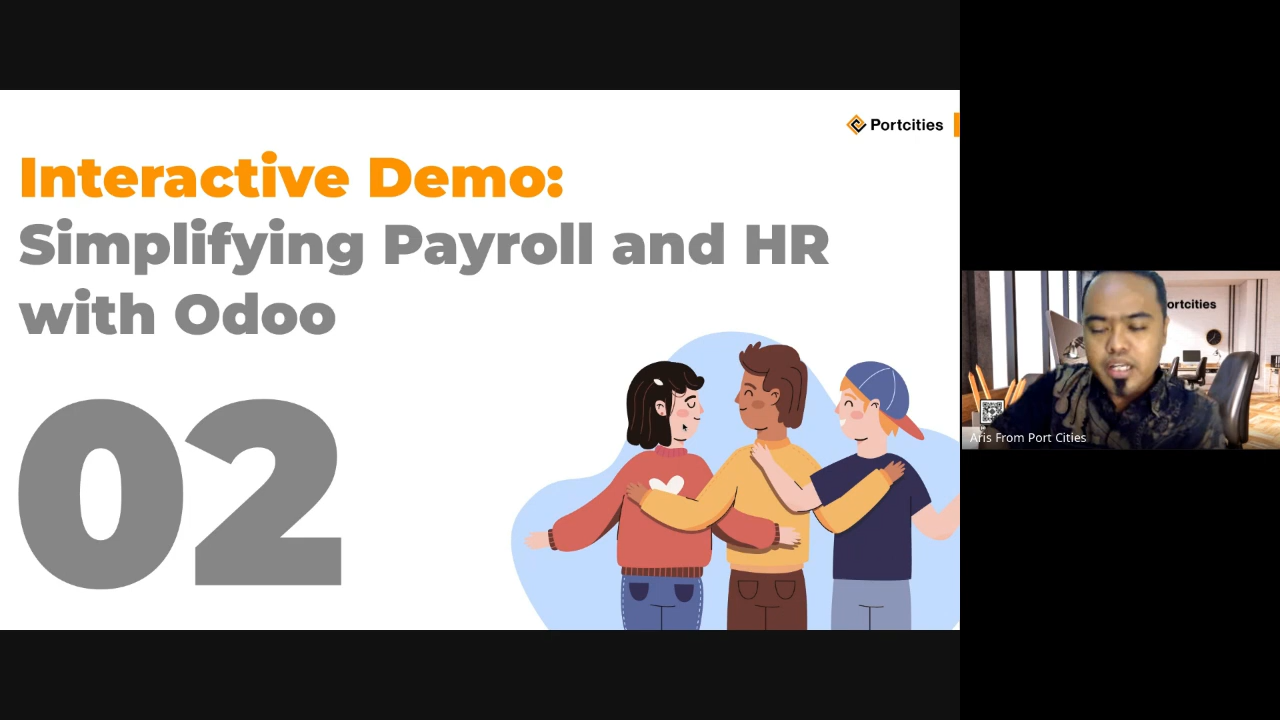 Portcities
Interactive Demo:
Simplifying Payroll and HR
with Odoo
02
ortcities
Aris From Port Cities